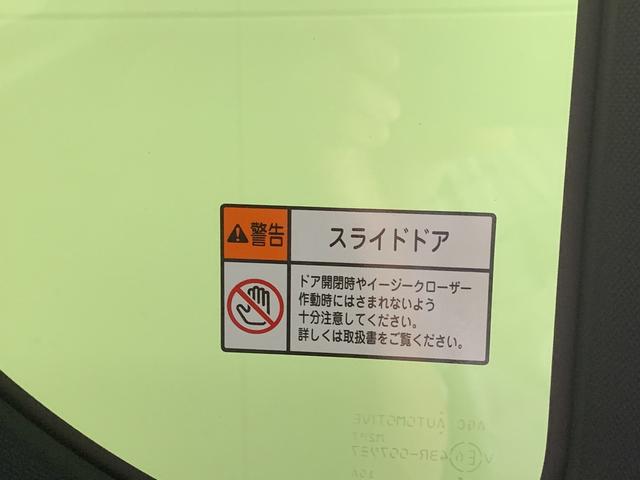 警告
スライドドア
ドア開閉時やイージークローザー
作動時にはさまれないよう
十分注意してください。
詳しくは取扱書をご覧ください。
AGC AUTOMOTIVE